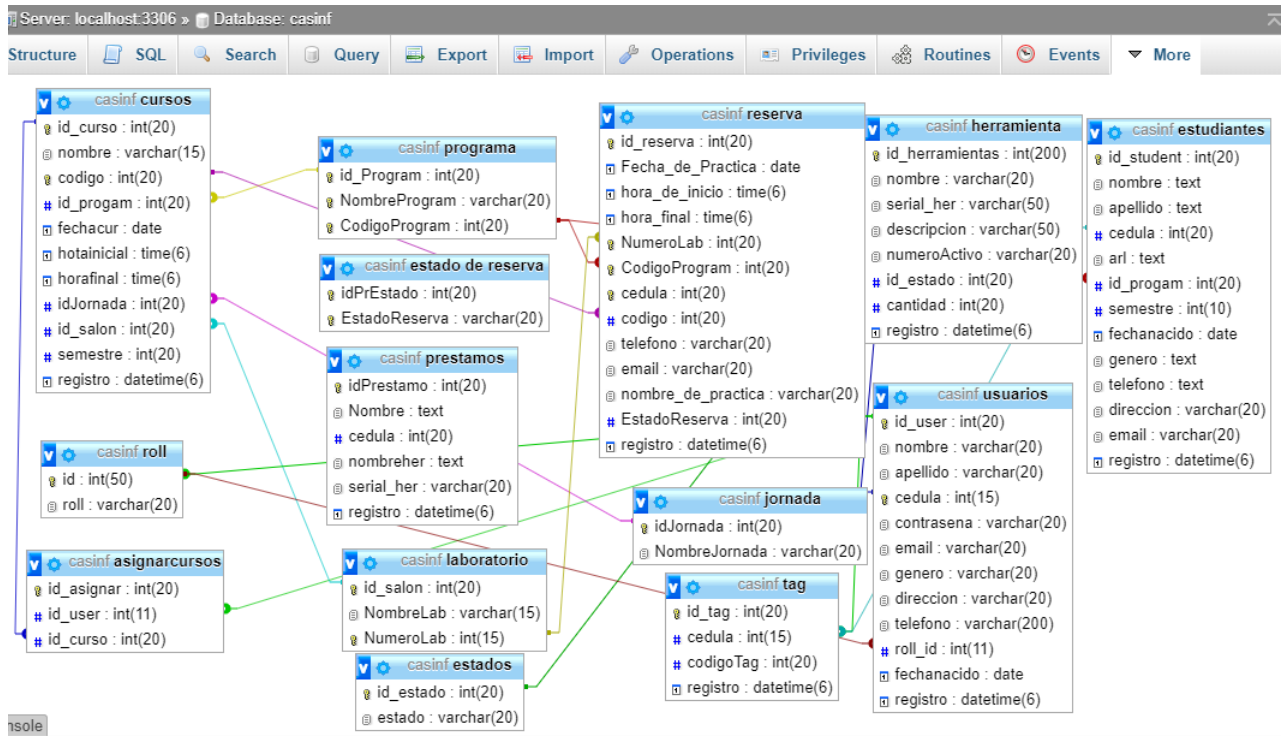 Server: localhost:3306 » Database: casinf
Structure SQL Search Query Export Import Operations Privileges Routines Events More
casinf cursos
id_curso : int(20)
nombre : varchar(15)
codigo : int(20)
id_progam : int(20)
fechacur : date
hotainicial : time(6)
horafinal : time(6)
idJornada : int(20)
id_salon : int(20)
semestre : int(20)
registro : datetime(6)
casinf programa
id_Program : int(20)
NombreProgram : varchar(20)
CodigoProgram : int(20)
casinf estado de reserva
idPrEstado : int(20)
EstadoReserva : varchar(20)
casinf prestamos
idPrestamo : int(20)
Nombre : text
cedula : int(20)
nombreher : text
serial_her : varchar(20)
registro : datetime(6)
casinf reserva
id_reserva : int(20)
Fecha_de_Practica : date
hora_de_inicio : time(6)
hora_final : time(6)
NumeroLab : int(20)
CodigoProgram : int(20)
cedula : int(20)
codigo : int(20)
telefono : varchar(20)
email : varchar(20)
nombre_de_practica : varchar(20)
EstadoReserva : int(20)
registro : datetime(6)
casinf herramienta
id_herramientas : int(200)
nombre : varchar(20)
serial_her : varchar(50)
descripcion : varchar(50)
numeroActivo : varchar(20)
id_estado : int(20)
cantidad : int(20)
registro : datetime(6)
casinf estudiantes
id_student : int(20)
nombre : text
apellido : text
cedula : int(20)
arl : text
id_progam : int(20)
semestre : int(10)
fechanacido : date
genero : text
telefono : text
direccion : varchar(20)
email : varchar(20)
registro : datetime(6)
casinf usuarios
id_user : int(20)
nombre : varchar(20)
apellido : varchar(20)
cedula : int(15)
contrasena : varchar(20)
email : varchar(20)
genero : varchar(20)
direccion : varchar(20)
telefono : varchar(200)
roll_id : int(11)
fechanacido : date
registro : datetime(6)
casinf roll
id : int(50)
roll : varchar(20)
casinf jornada
idJornada : int(20)
NombreJornada : varchar(20)
casinf asignarcursos
id_asignar : int(20)
id_user : int(11)
id_curso : int(20)
casinf laboratorio
id_salon : int(20)
NombreLab : varchar(15)
NumeroLab : int(15)
casinf tag
id_tag : int(20)
cedula : int(15)
codigoTag : int(20)
registro : datetime(6)
casinf estados
id_estado : int(20)
estado : varchar(20)
nsole